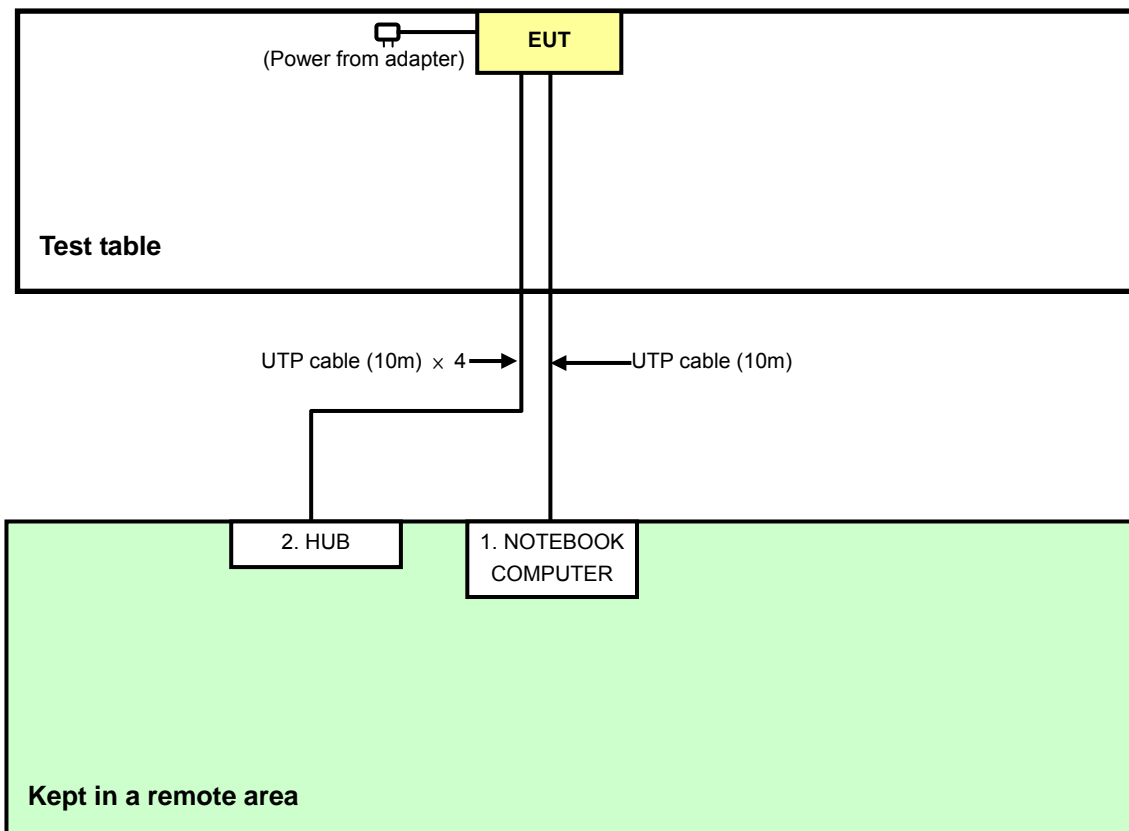 EUT
(Power from adapter)
Test table
UTP cable (10m) × 4
UTP cable (10m)
2. HUB
1. NOTEBOOK
COMPUTER
Kept in a remote area